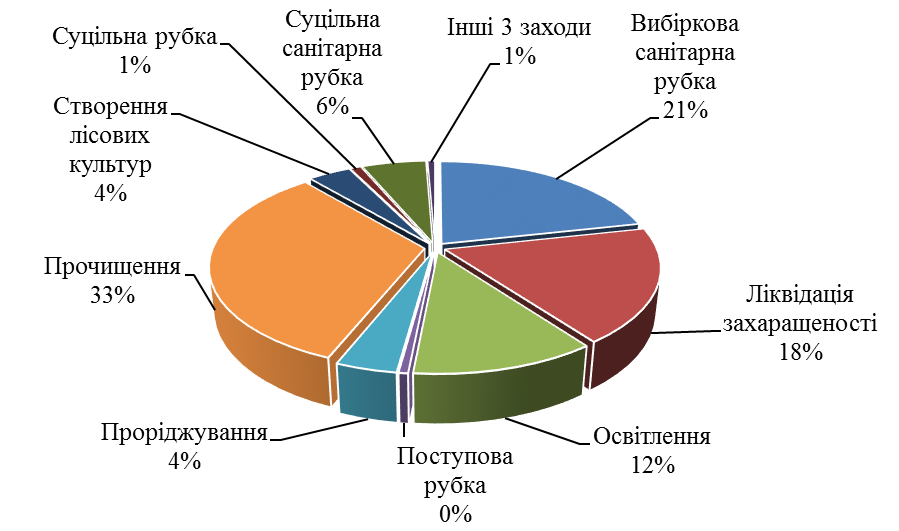 Суцільна рубка
1%
Суцільна
санітарна
рубка
6%
Інші 3 заходи
1%
Вибіркова
санітарна
рубка
21%
Створення
лісових
культур
4%
Прочищення
33%
Ліквідація
захаращеності
18%
Проріджування
4%
Поступова
рубка
0%
Освітлення
12%